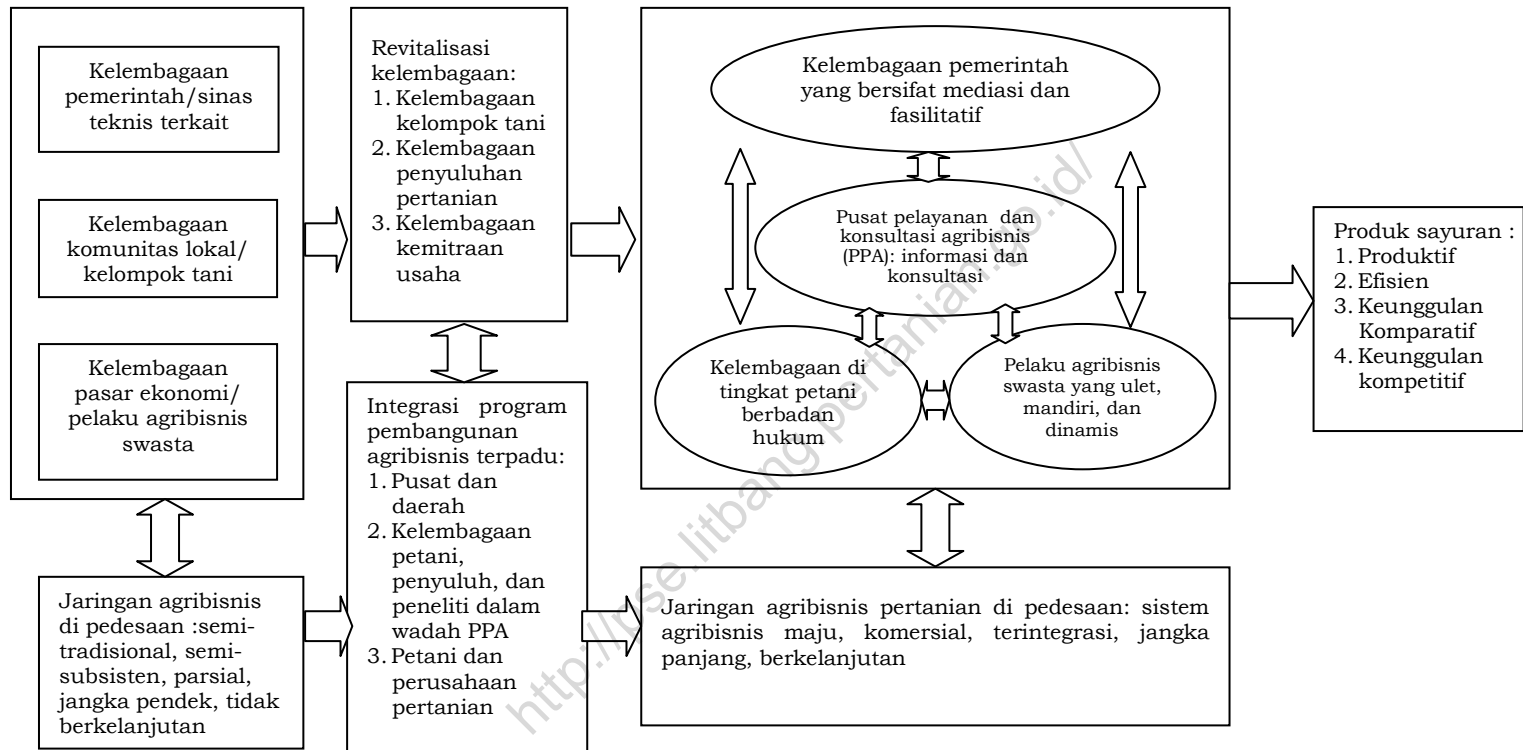 Kelembagaan
pemerintah/sinas
teknis terkait
Kelembagaan
komunitas lokal/
kelompok tani
Kelembagaan
pasar ekonomi/
pelaku agribisnis
swasta
Jaringan agribisnis
di pedesaan :semi-
tradisional, semi-
subsisten, parsial,
jangka pendek, tidak
berkelanjutan
Revitalisasi
kelembagaan:
1. Kelembagaan
kelompok tani
2. Kelembagaan
penyuluhan
pertanian
3. Kelembagaan
kemitraan
usaha
Integrasi program
pembangunan
agribisnis terpadu:
1. Pusat dan
daerah
2. Kelembagaan
petani,
penyuluh, dan
peneliti dalam
wadah PPA
3. Petani dan
perusahaan
pertanian
Kelembagaan pemerintah
yang bersifat mediasi dan
fasilitatif
Pusat pelayanan dan
konsultasi agribisnis
(PPA): informasi dan
konsultasi
Kelembagaan di
tingkat petani
berbadan
hukum
Pelaku agribisnis
swasta yang ulet,
mandiri, dan
dinamis
Jaringan agribisnis pertanian di pedesaan: sistem
agribisnis maju, komersial, terintegrasi, jangka
panjang, berkelanjutan
Produk sayuran :
1. Produktif
2. Efisien
3. Keunggulan
Komparatif
4. Keunggulan
kompetitif
http://pse.litbang.pertanian.go.id/